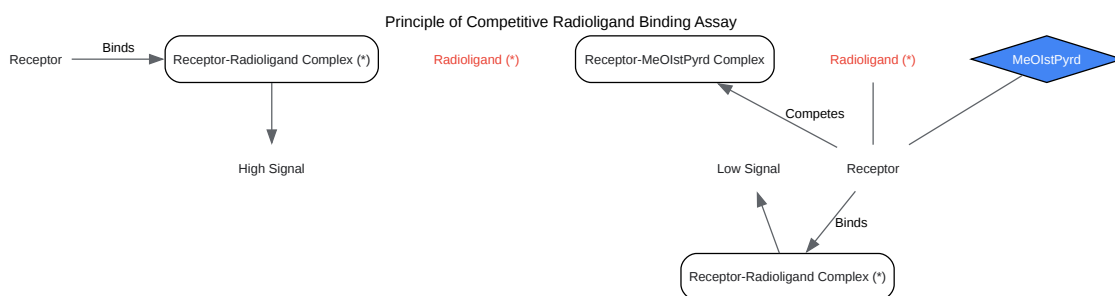 Principle of Competitive Radioligand Binding Assay
Receptor
Binds
Receptor-Radioligand Complex (*)
Radioligand (*)
Receptor-MeOIstPyrd Complex
Radioligand (*)
MeOIstPyrd
Competes
High Signal
Low Signal
Receptor
Binds
Receptor-Radioligand Complex (*)